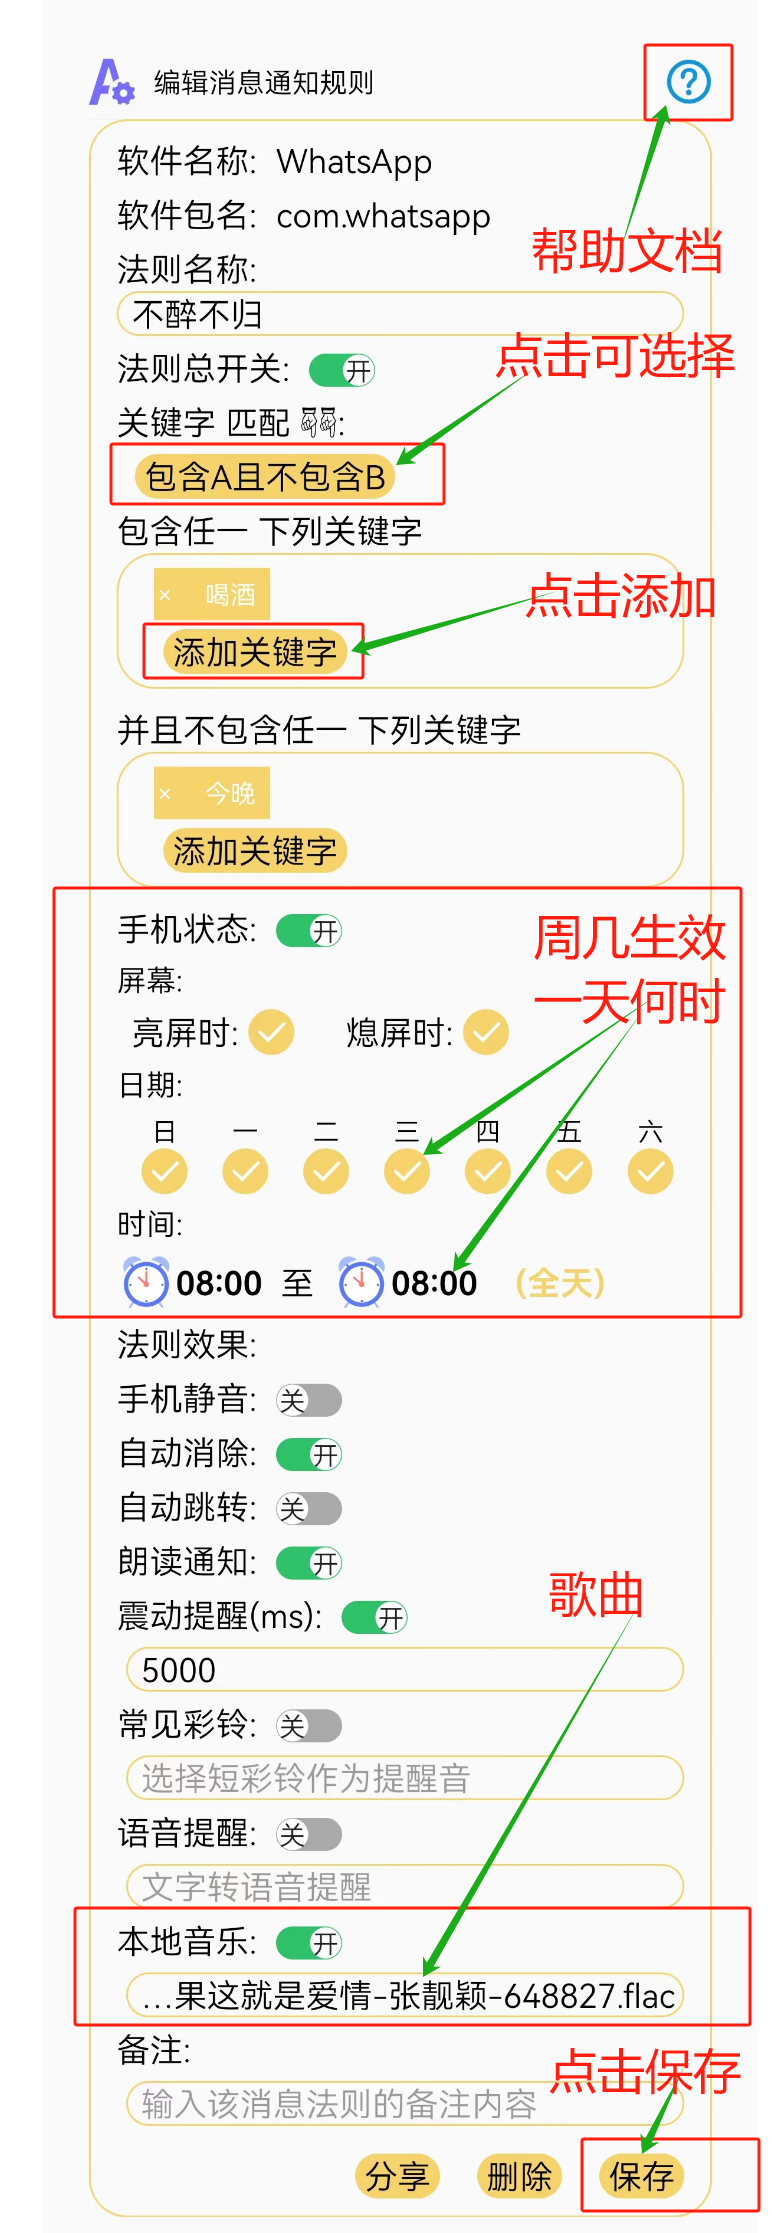 编辑消息通知规则
软件名称: WhatsApp
软件包名: com.whatsapp
帮助文档
法则名称:
不醉不归
点击可选择
法则总开关: 开
关键字 匹配 👇👇:
包含A且不包含B
包含任一 下列关键字
× 喝酒
点击添加
添加关键字
并且不包含任一 下列关键字
× 今晚
添加关键字
手机状态: 开
周几生效
一天何时
屏幕:
亮屏时: 熄屏时:
日期:
日 一 二 三 四 五 六
时间:
08:00 至 08:00 (全天)
法则效果:
手机静音: 关
自动消除: 开
自动跳转: 关
朗读通知: 开
歌曲
震动提醒(ms): 开
5000
常见彩铃: 关
选择短彩铃作为提醒音
语音提醒: 关
文字转语音提醒
本地音乐: 开
...果这就是爱情-张靓颖-648827.flac
备注:
点击保存
输入该消息法则的备注内容
分享 删除 保存